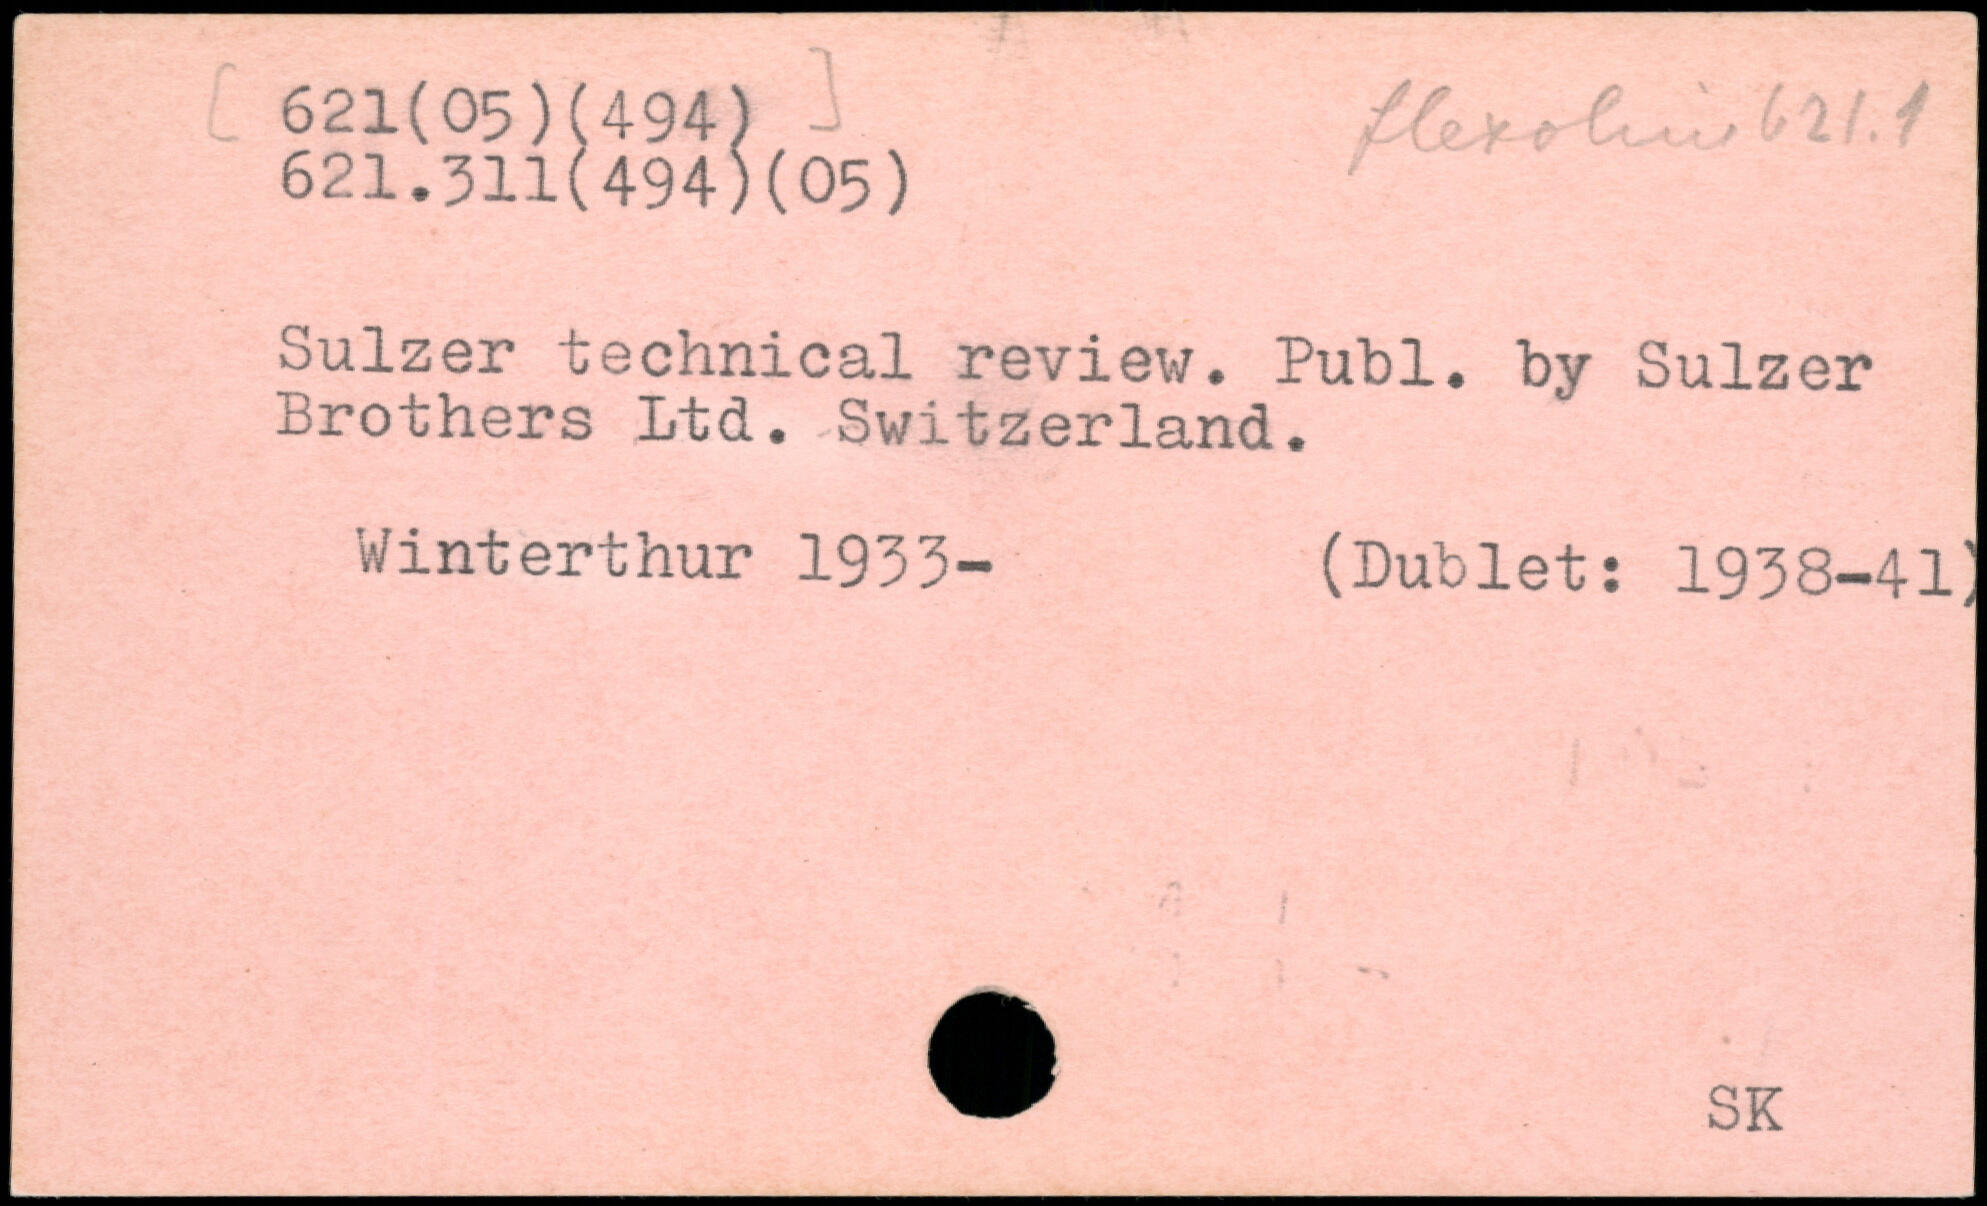 [ 621(05)(494) ]
flexolin 621.1
621.311(494)(05)
Sulzer technical review. Publ. by Sulzer
Brothers Ltd. Switzerland.
Winterthur 1933-
(Dublet: 1938-41)
SK